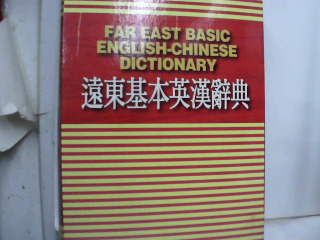 FAR EAST BASIC
ENGLISH-CHINESE
DICTIONARY
遠東基本英漢辭典